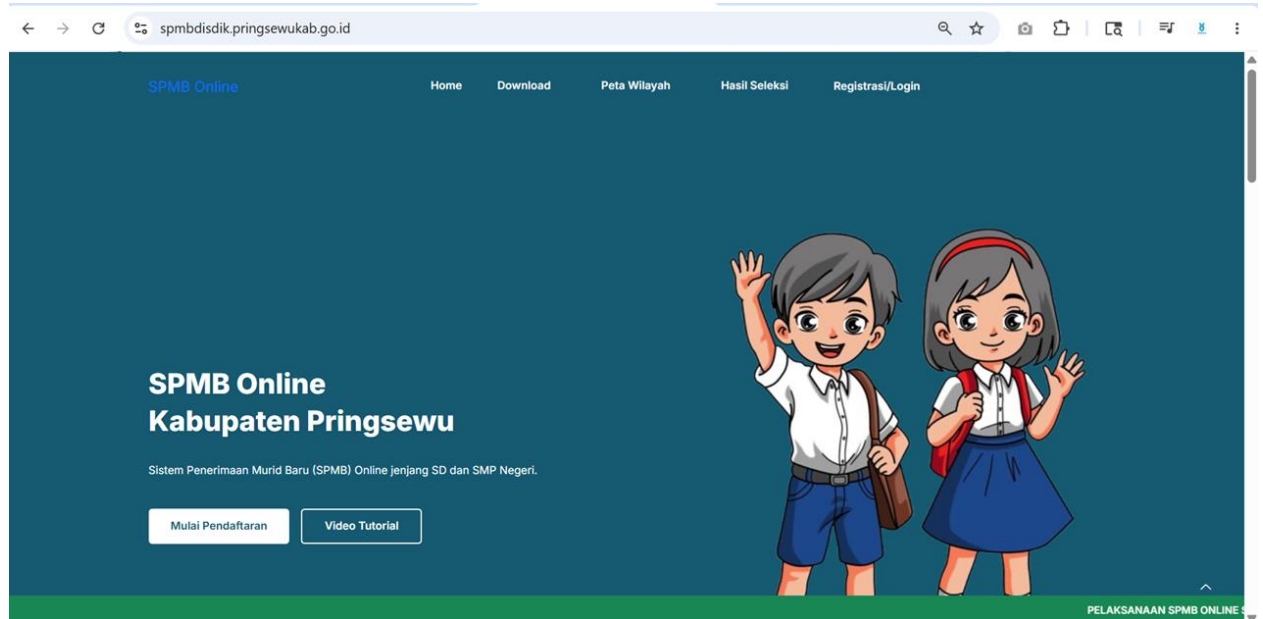 spmbdisdik.pringsewukab.go.id
SPMB Online
Home Download Peta Wilayah Hasil Seleksi Registrasi/Login
SPMB Online
Kabupaten Pringsewu
Sistem Penerimaan Murid Baru (SPMB) Online jenjang SD dan SMP Negeri.
Mulai Pendaftaran Video Tutorial
PELAKSANAAN SPMB ONLINE